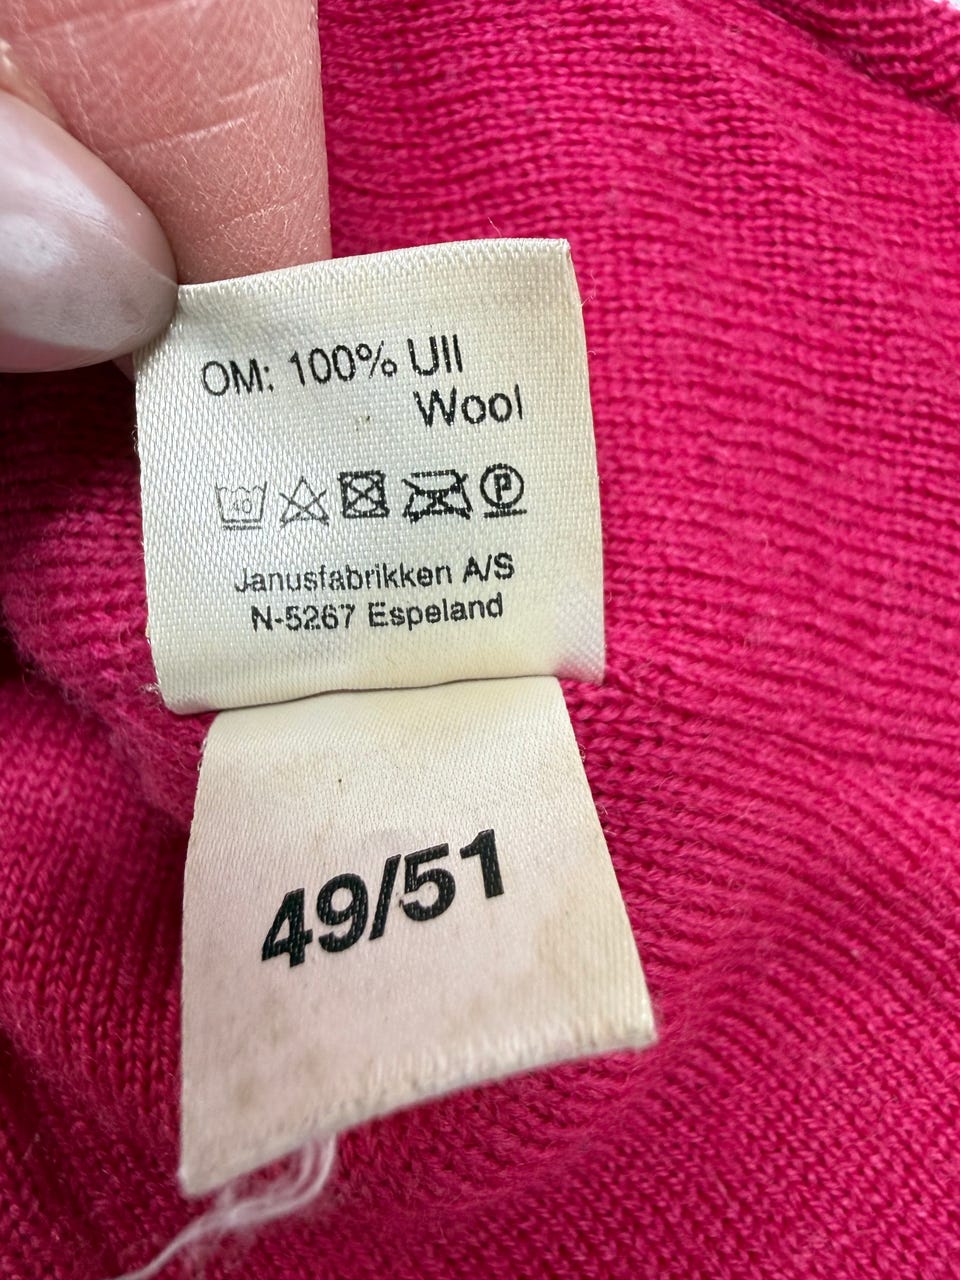 OM: 100% Ull
Wool
40
P
Janusfabrikken A/S
N-5267 Espeland
49/51